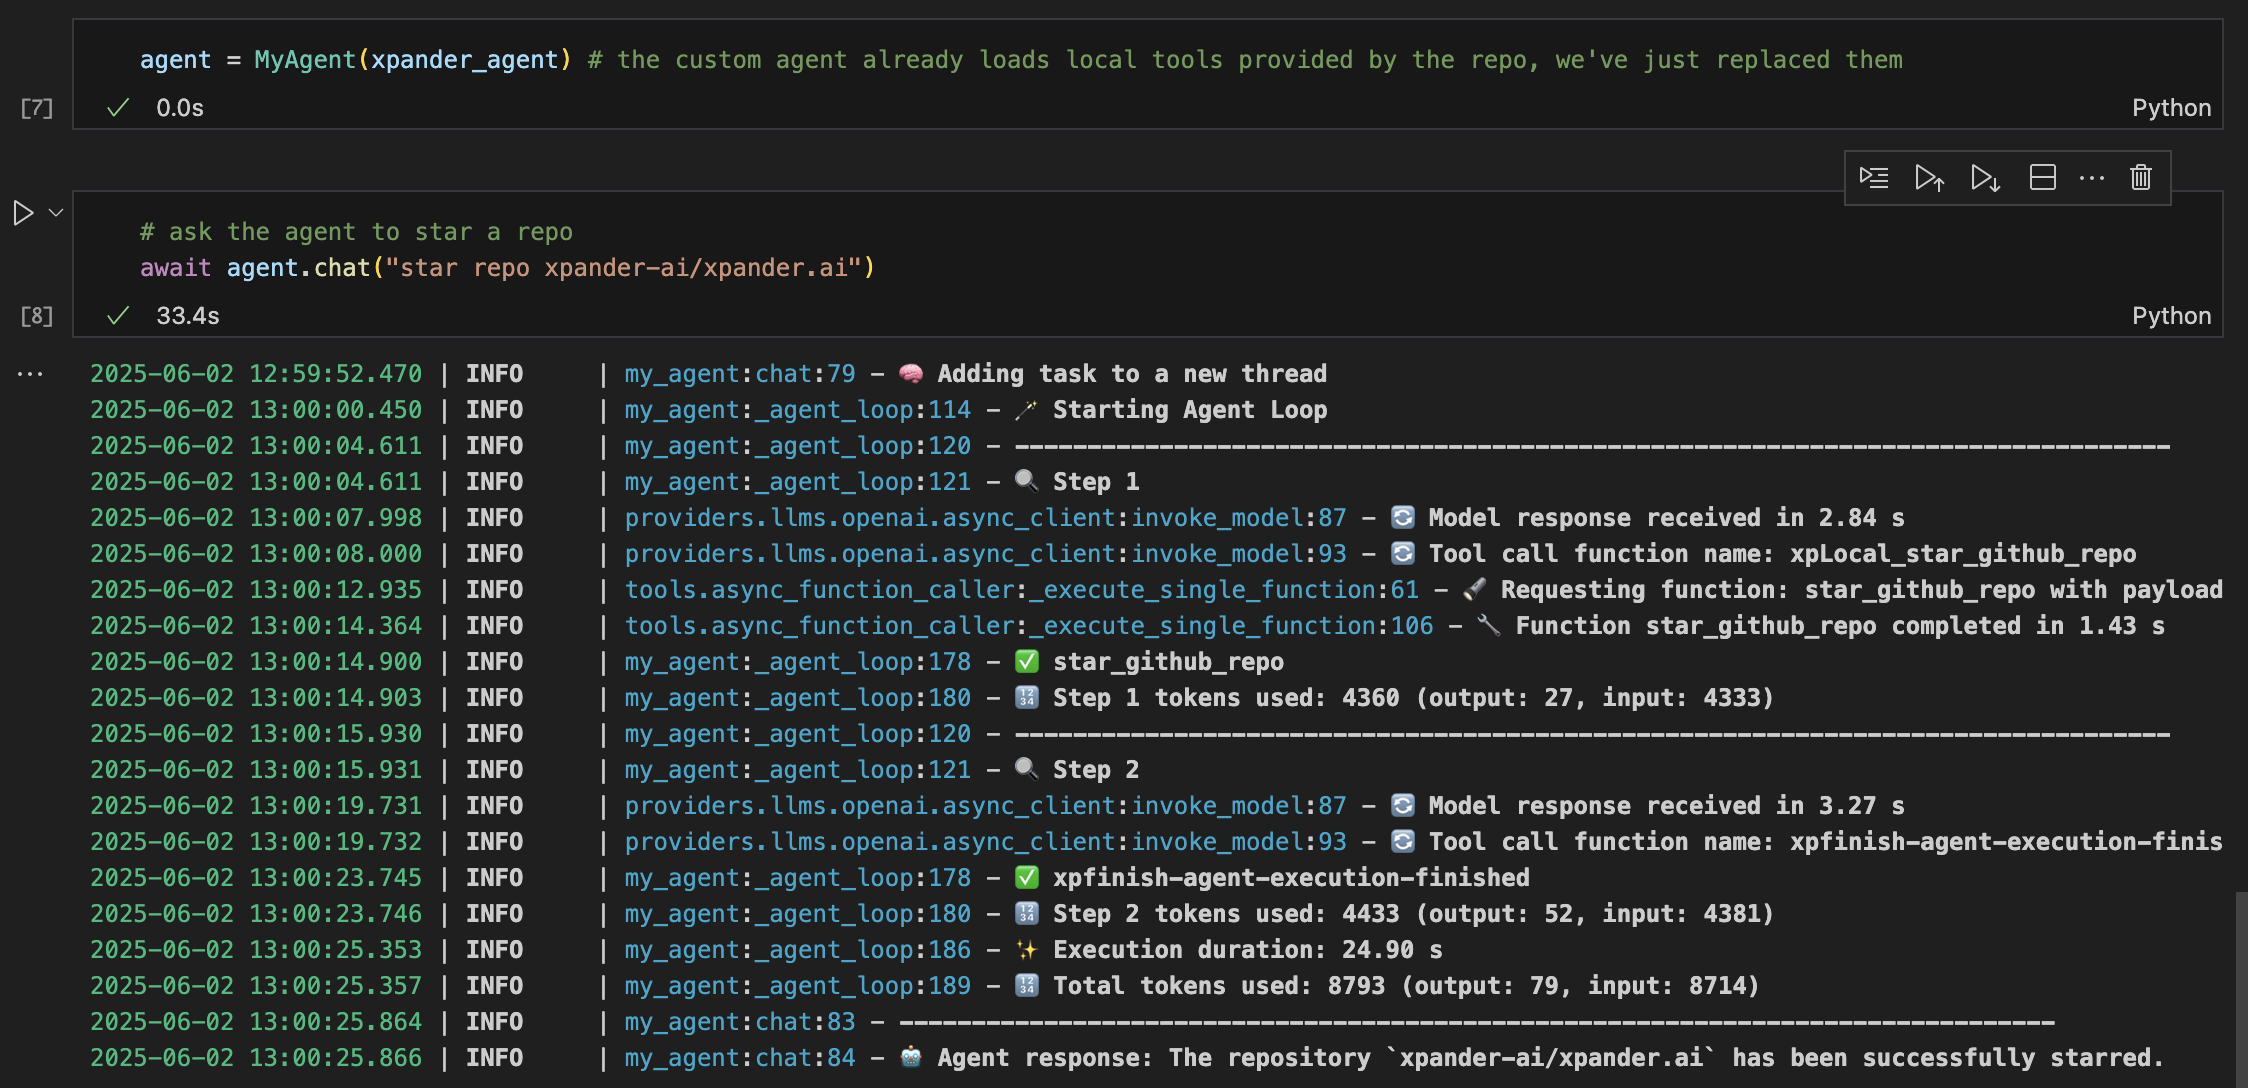 agent = MyAgent(xpander_agent) # the custom agent already loads local tools provided by the repo, we've just replaced them
[7] ✓ 0.0s Python
# ask the agent to star a repo
await agent.chat("star repo xpander-ai/xpander.ai")
[8] ✓ 33.4s Python
2025-06-02 12:59:52.470 | INFO     | my_agent:chat:79 - 🧠 Adding task to a new thread
2025-06-02 13:00:00.450 | INFO     | my_agent:_agent_loop:114 - 🪄 Starting Agent Loop
2025-06-02 13:00:04.611 | INFO     | my_agent:_agent_loop:120 - --------------------------------------------------------------------------------
2025-06-02 13:00:04.611 | INFO     | my_agent:_agent_loop:121 - 🔍 Step 1
2025-06-02 13:00:07.998 | INFO     | providers.llms.openai.async_client:invoke_model:87 - 🔄 Model response received in 2.84 s
2025-06-02 13:00:08.000 | INFO     | providers.llms.openai.async_client:invoke_model:93 - 🔄 Tool call function name: xpLocal_star_github_repo
2025-06-02 13:00:12.935 | INFO     | tools.async_function_caller:_execute_single_function:61 - 🔦 Requesting function: star_github_repo with payload
2025-06-02 13:00:14.364 | INFO     | tools.async_function_caller:_execute_single_function:106 - 🔧 Function star_github_repo completed in 1.43 s
2025-06-02 13:00:14.900 | INFO     | my_agent:_agent_loop:178 - ✅ star_github_repo
2025-06-02 13:00:14.903 | INFO     | my_agent:_agent_loop:180 - 🔢 Step 1 tokens used: 4360 (output: 27, input: 4333)
2025-06-02 13:00:15.930 | INFO     | my_agent:_agent_loop:120 - --------------------------------------------------------------------------------
2025-06-02 13:00:15.931 | INFO     | my_agent:_agent_loop:121 - 🔍 Step 2
2025-06-02 13:00:19.731 | INFO     | providers.llms.openai.async_client:invoke_model:87 - 🔄 Model response received in 3.27 s
2025-06-02 13:00:19.732 | INFO     | providers.llms.openai.async_client:invoke_model:93 - 🔄 Tool call function name: xpfinish-agent-execution-finis
2025-06-02 13:00:23.745 | INFO     | my_agent:_agent_loop:178 - ✅ xpfinish-agent-execution-finished
2025-06-02 13:00:23.746 | INFO     | my_agent:_agent_loop:180 - 🔢 Step 2 tokens used: 4433 (output: 52, input: 4381)
2025-06-02 13:00:25.353 | INFO     | my_agent:_agent_loop:186 - ✨ Execution duration: 24.90 s
2025-06-02 13:00:25.357 | INFO     | my_agent:_agent_loop:189 - 🔢 Total tokens used: 8793 (output: 79, input: 8714)
2025-06-02 13:00:25.864 | INFO     | my_agent:chat:83 - --------------------------------------------------------------------------------
2025-06-02 13:00:25.866 | INFO     | my_agent:chat:84 - 🤖 Agent response: The repository `xpander-ai/xpander.ai` has been successfully starred.